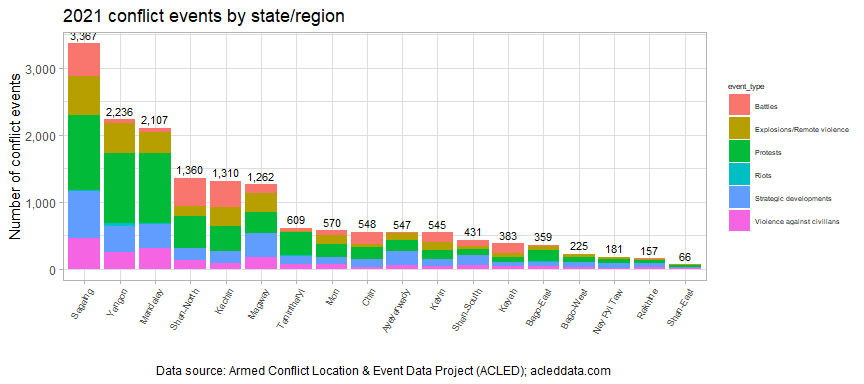 2021 conflict events by state/region
Number of conflict events
3,000
2,000
1,000
0
3,367
2,236
2,107
1,360
1,310
1,262
609
570
548
547
545
431
383
359
225
181
157
66
Sagaing
Yangon
Mandalay
Shan-North
Kachin
Magway
Tanintharyi
Mon
Chin
Ayeyarwady
Kayin
Shan-South
Kayah
Bago-East
Bago-West
Nay Pyi Taw
Rakhine
Shan-East
event_type
Battles
Explosions/Remote violence
Protests
Riots
Strategic developments
Violence against civilians
Data source: Armed Conflict Location & Event Data Project (ACLED); acleddata.com